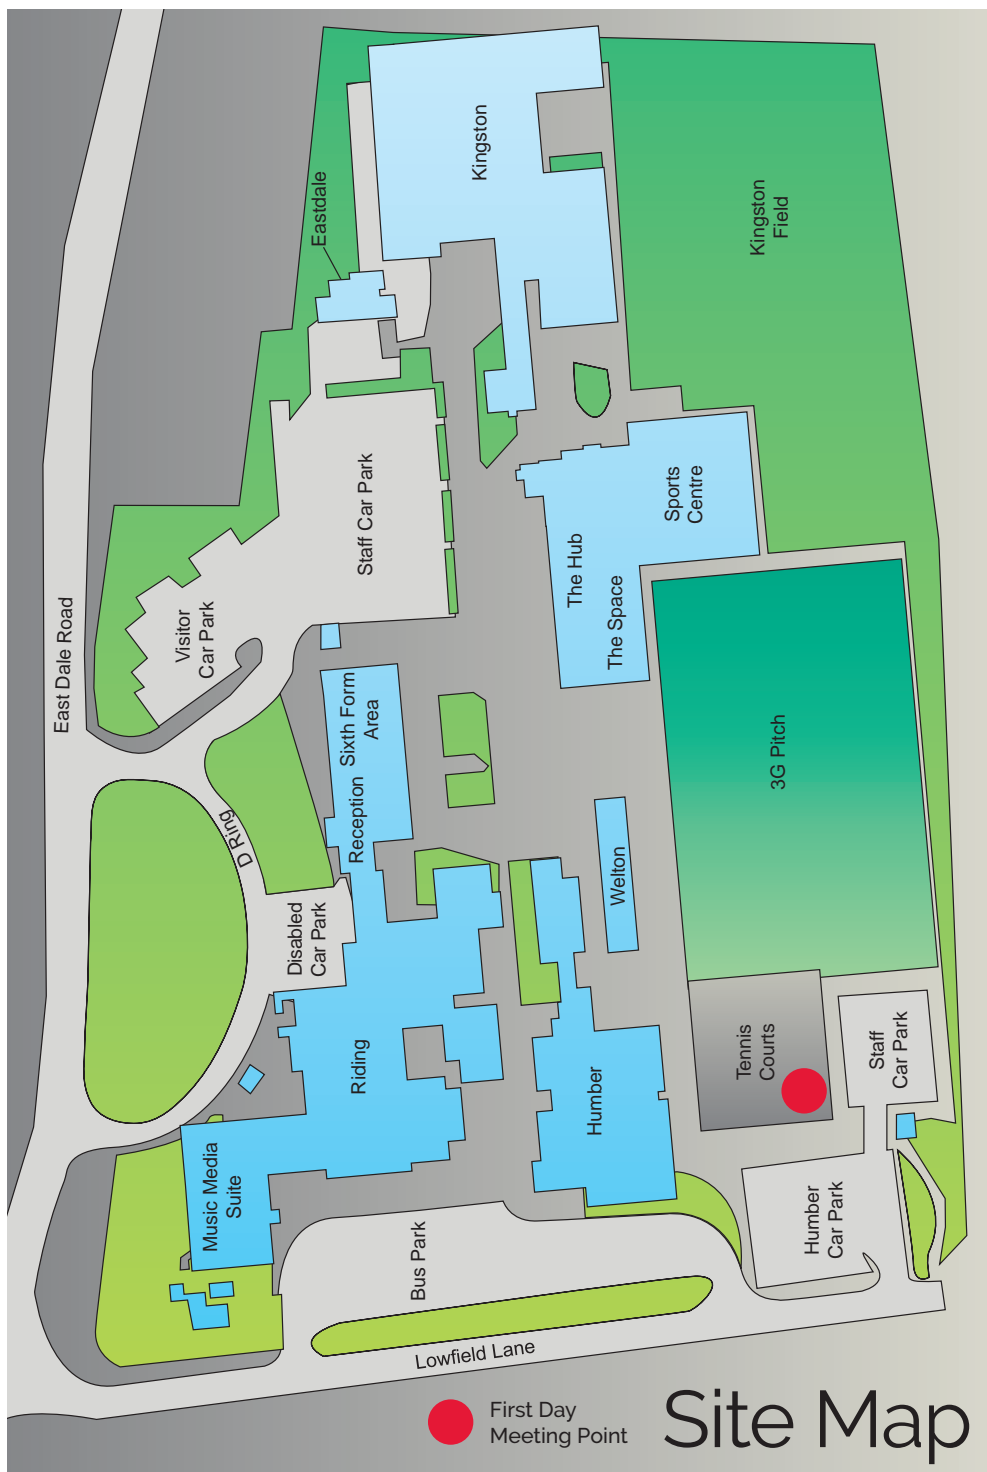 Kingston
Eastdale
Kingston
Field
Staff Car Park
Sports
Centre
The Hub
The Space
Visitor
Car Park
East Dale Road
Sixth Form
Area
Reception
3G Pitch
D Ring
Welton
Disabled
Car Park
Riding
Tennis
Courts
Staff
Car Park
Humber
Music Media
Suite
Humber
Car Park
Bus Park
Lowfield Lane
First Day
Meeting Point
Site Map